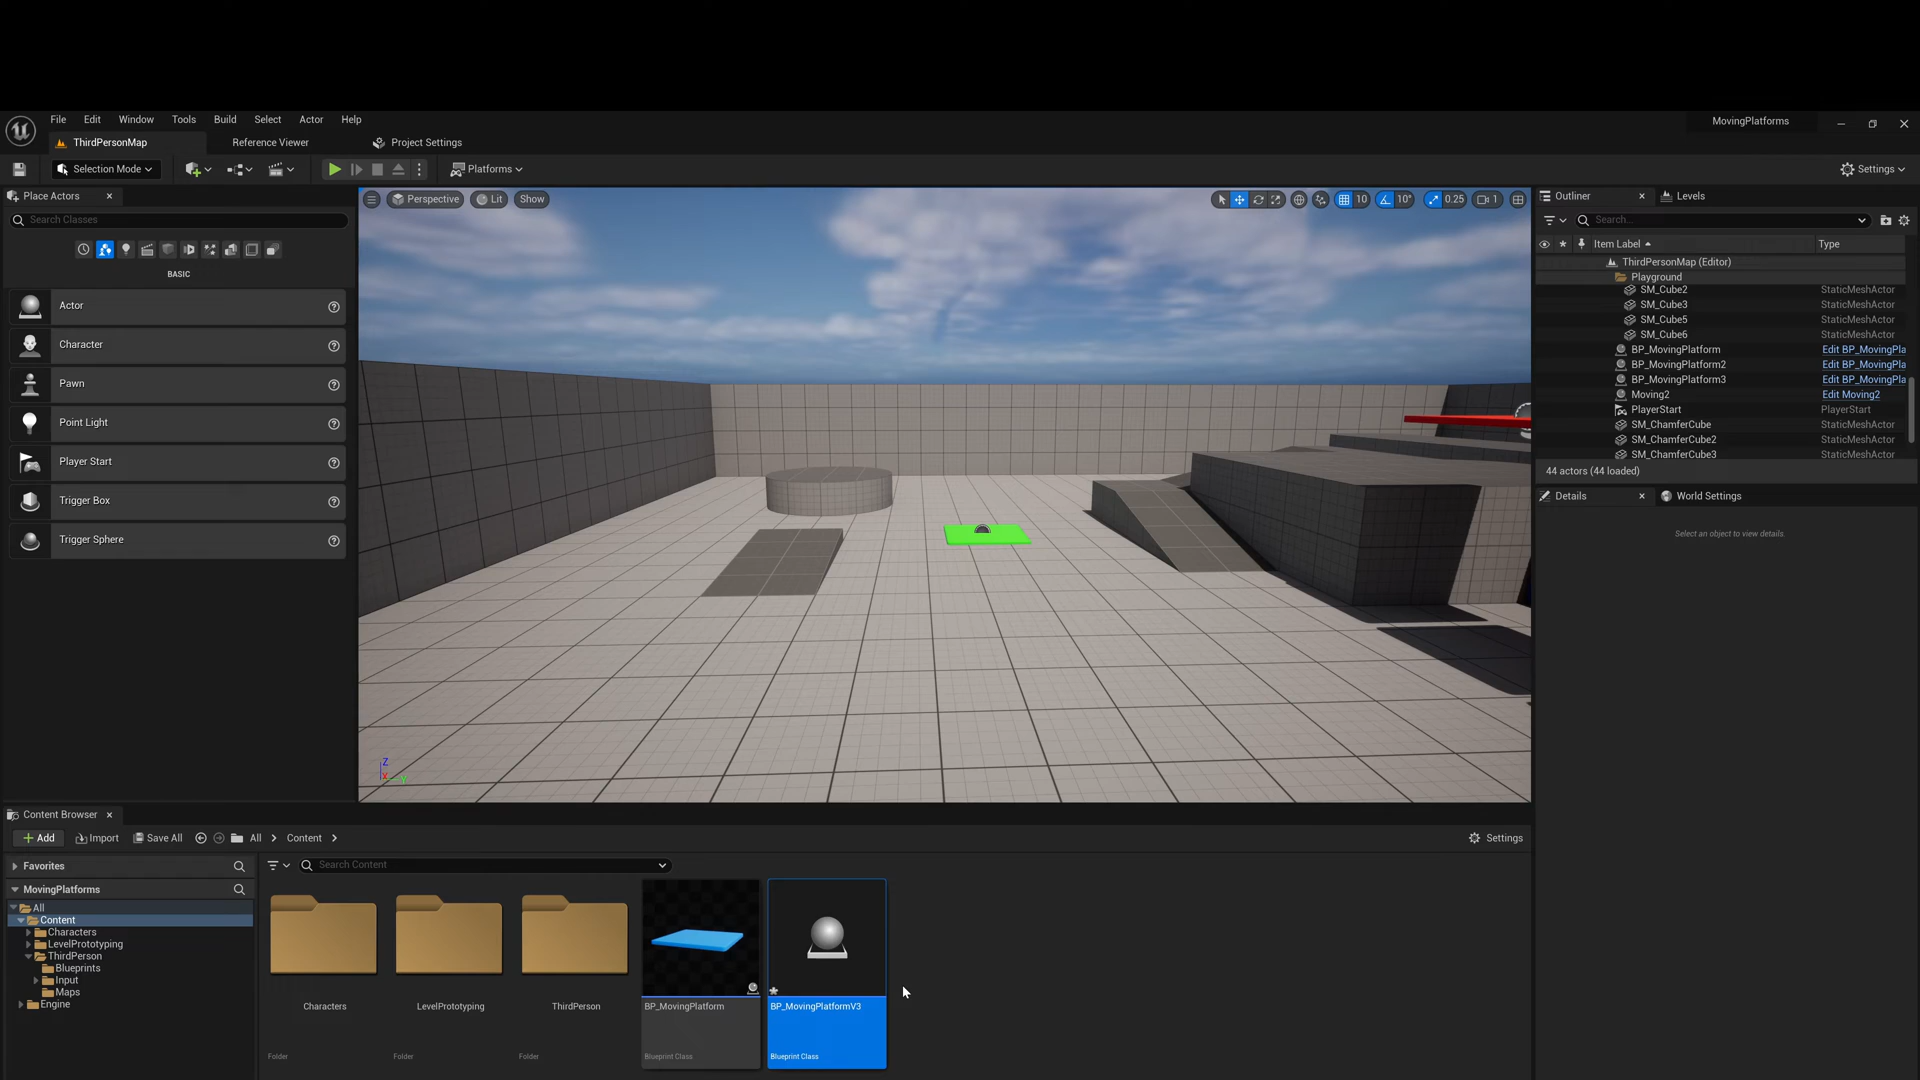 File Edit Window Tools Build Select Actor Help
MovingPlatforms
ThirdPersonMap Reference Viewer Project Settings
Selection Mode Platforms Settings
Place Actors
Search Classes
BASIC
Actor
Character
Pawn
Point Light
Player Start
Trigger Box
Trigger Sphere
Perspective Lit Show
10 10° 0.25 1
Z
X
Y
Outliner Levels
Search...
Item Label Type
ThirdPersonMap (Editor)
Playground
SM_Cube2 StaticMeshActor
SM_Cube3 StaticMeshActor
SM_Cube5 StaticMeshActor
SM_Cube6 StaticMeshActor
BP_MovingPlatform Edit BP_MovingPla
BP_MovingPlatform2 Edit BP_MovingPla
BP_MovingPlatform3 Edit BP_MovingPla
Moving2 Edit Moving2
PlayerStart PlayerStart
SM_ChamferCube StaticMeshActor
SM_ChamferCube2 StaticMeshActor
SM_ChamferCube3 StaticMeshActor
44 actors (44 loaded)
Details World Settings
Select an object to view details.
Content Browser
Add Import Save All All Content Settings
Favorites
MovingPlatforms
All
Content
Characters
LevelPrototyping
ThirdPerson
Blueprints
Input
Maps
Engine
Search Content
Characters
Folder
LevelPrototyping
Folder
ThirdPerson
Folder
BP_MovingPlatform
Blueprint Class
BP_MovingPlatformV3
Blueprint Class